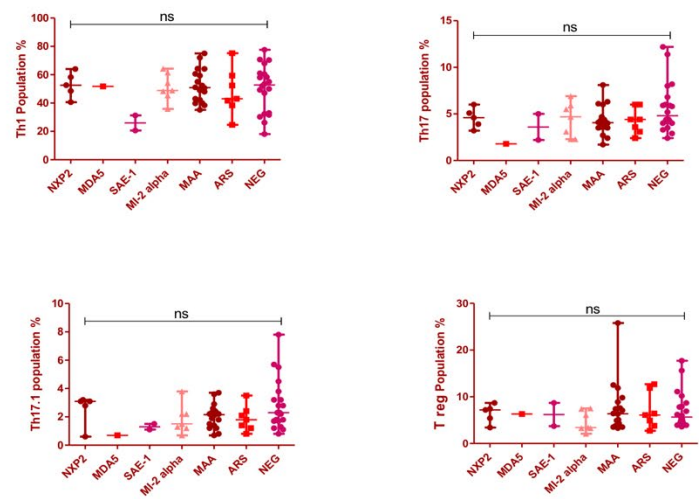 ns
Th1 Population %
100
80
60
40
20
0
NXP2
MDA5
SAE-1
MI-2 alpha
MAA
ARS
NEG
ns
Th17 population %
15
10
5
0
NXP2
MDA5
SAE-1
MI-2 alpha
MAA
ARS
NEG
ns
Th17.1 population %
10
8
6
4
2
0
NXP2
MDA5
SAE-1
MI-2 alpha
MAA
ARS
NEG
ns
T reg Population %
30
20
10
0
NXP2
MDA5
SAE-1
MI-2 alpha
MAA
ARS
NEG